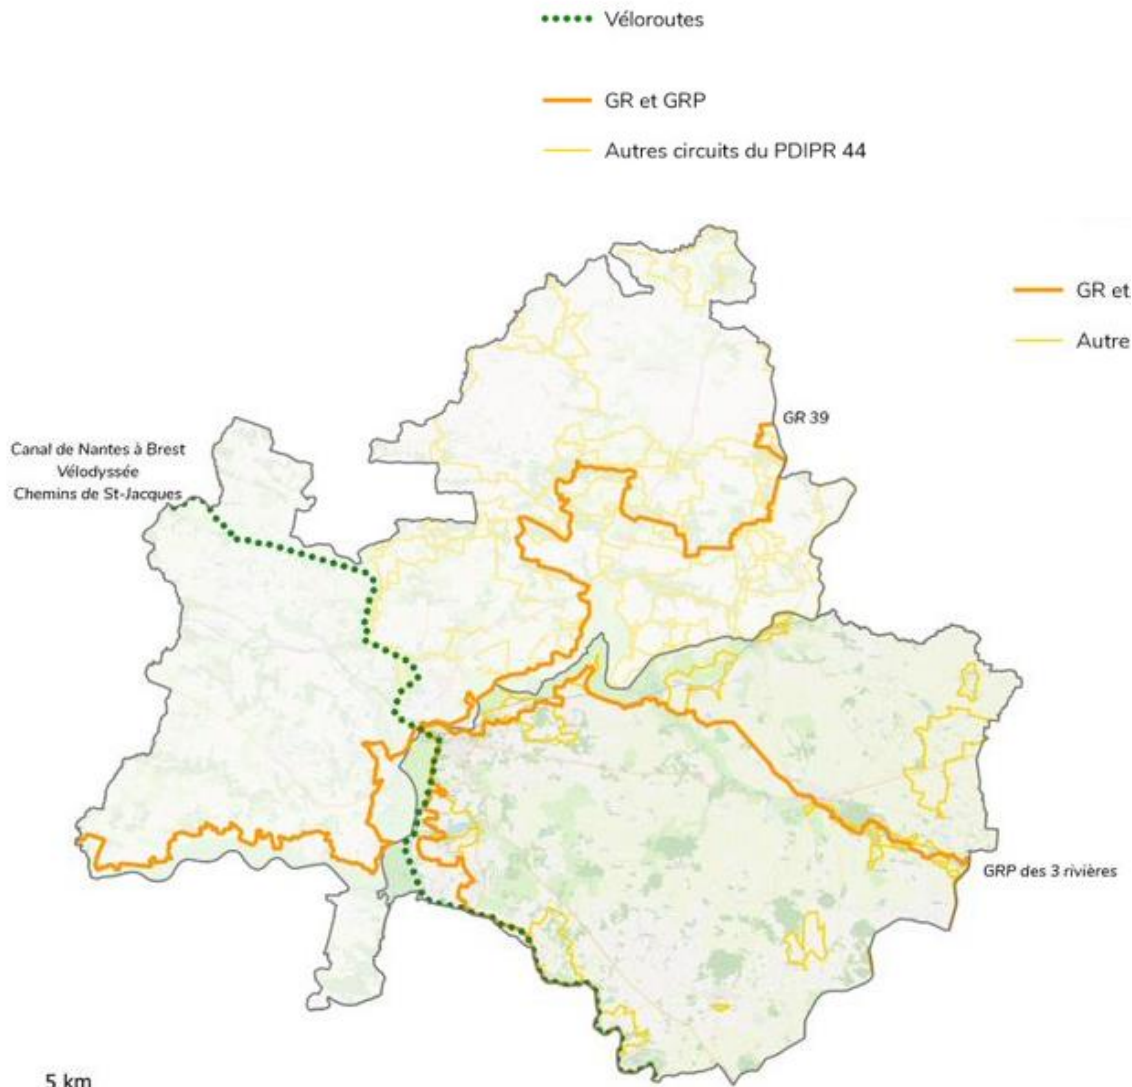 Véloroutes
GR et GRP
Autres circuits du PDIPR 44
GR et
Autre
GR 39
Canal de Nantes à Brest
Vélodyssée
Chemins de St-Jacques
GRP des 3 rivières
5 km